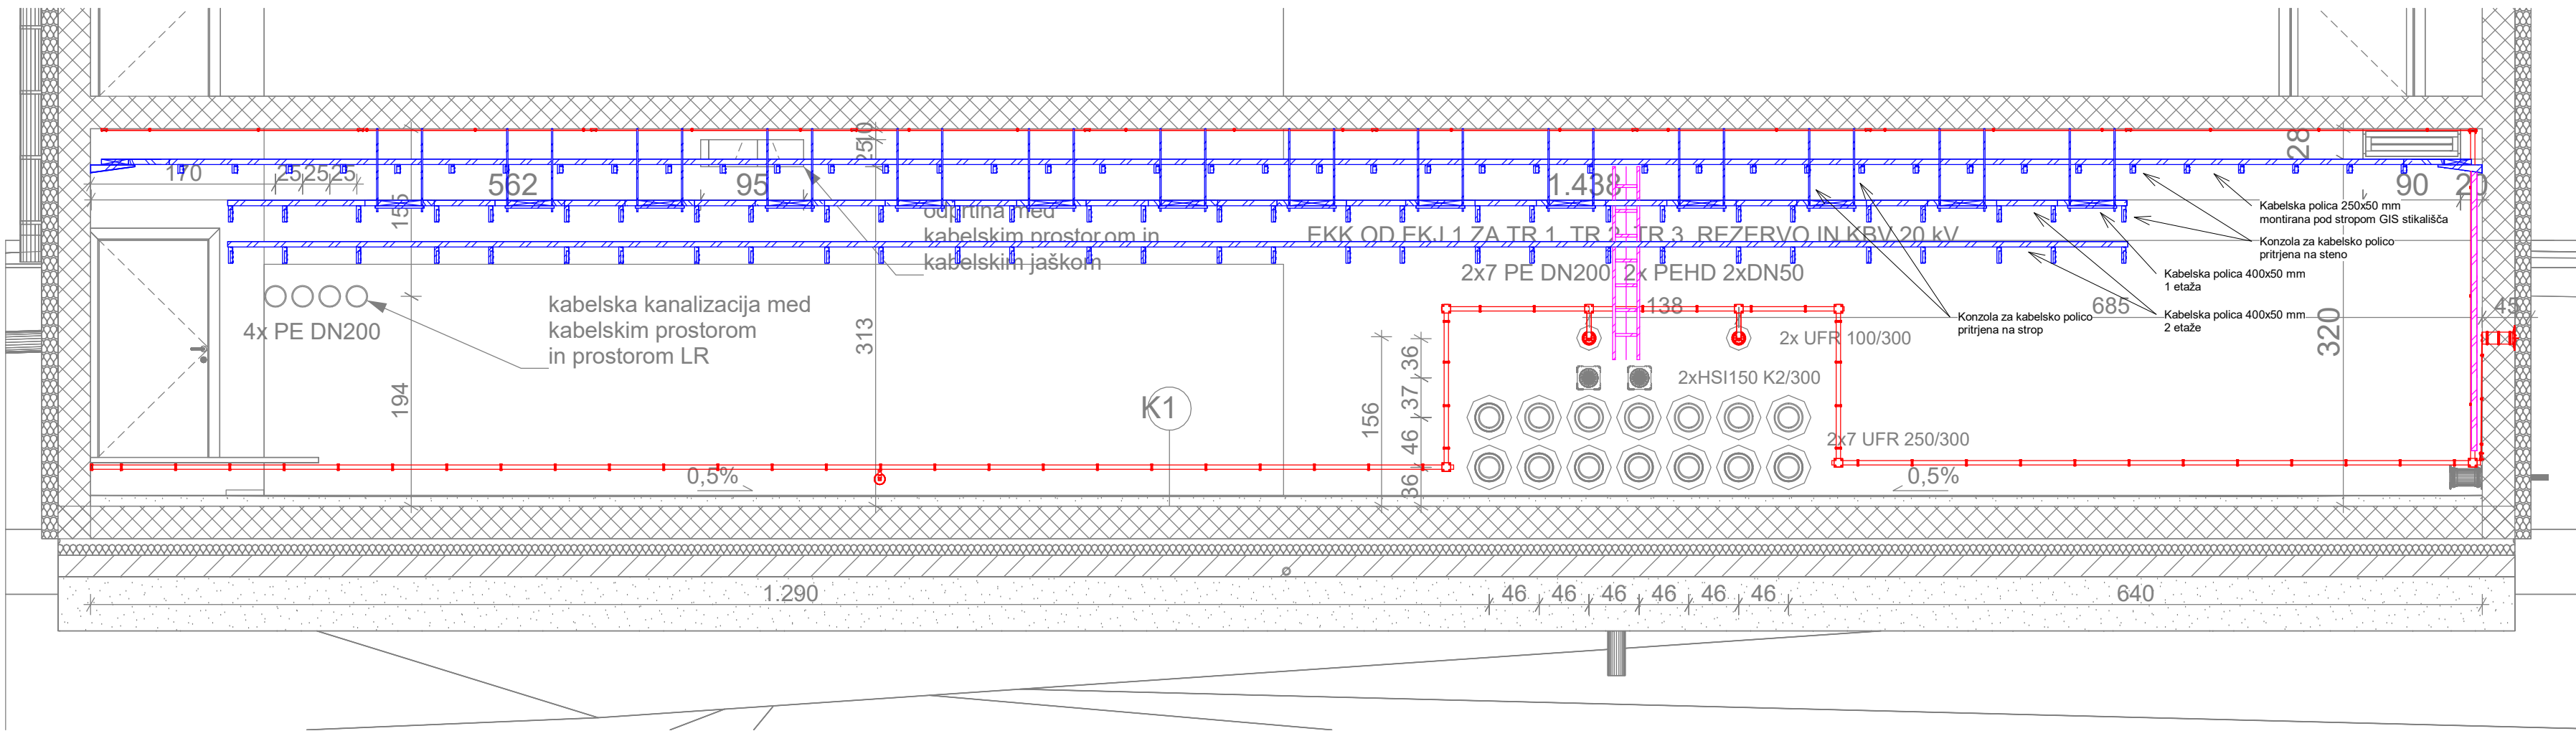 2510
28
170
252525
562
95
1.438
90
20
155
odprtina med
kabelskim prostorom in
kabelskim jaškom
EKK OD EKJ 1 ZA TR 1, TR 2, TR 3, REZERVO IN KBV 20 kV
2x7 PE DN200, 2x PEHD 2xDN50
Kabelska polica 250x50 mm
montirana pod stropom GIS stikališča
Konzola za kabelsko polico
pritrjena na steno
Kabelska polica 400x50 mm
1 etaža
Kabelska polica 400x50 mm
2 etaže
Konzola za kabelsko polico
pritrjena na strop
4x PE DN200
kabelska kanalizacija med
kabelskim prostorom
in prostorom LR
313
194
138
685
45
320
2x UFR 100/300
2xHSI150 K2/300
2x7 UFR 250/300
K1
156
36
37
46
36
0,5%
0,5%
1.290
46
46
46
46
46
46
640